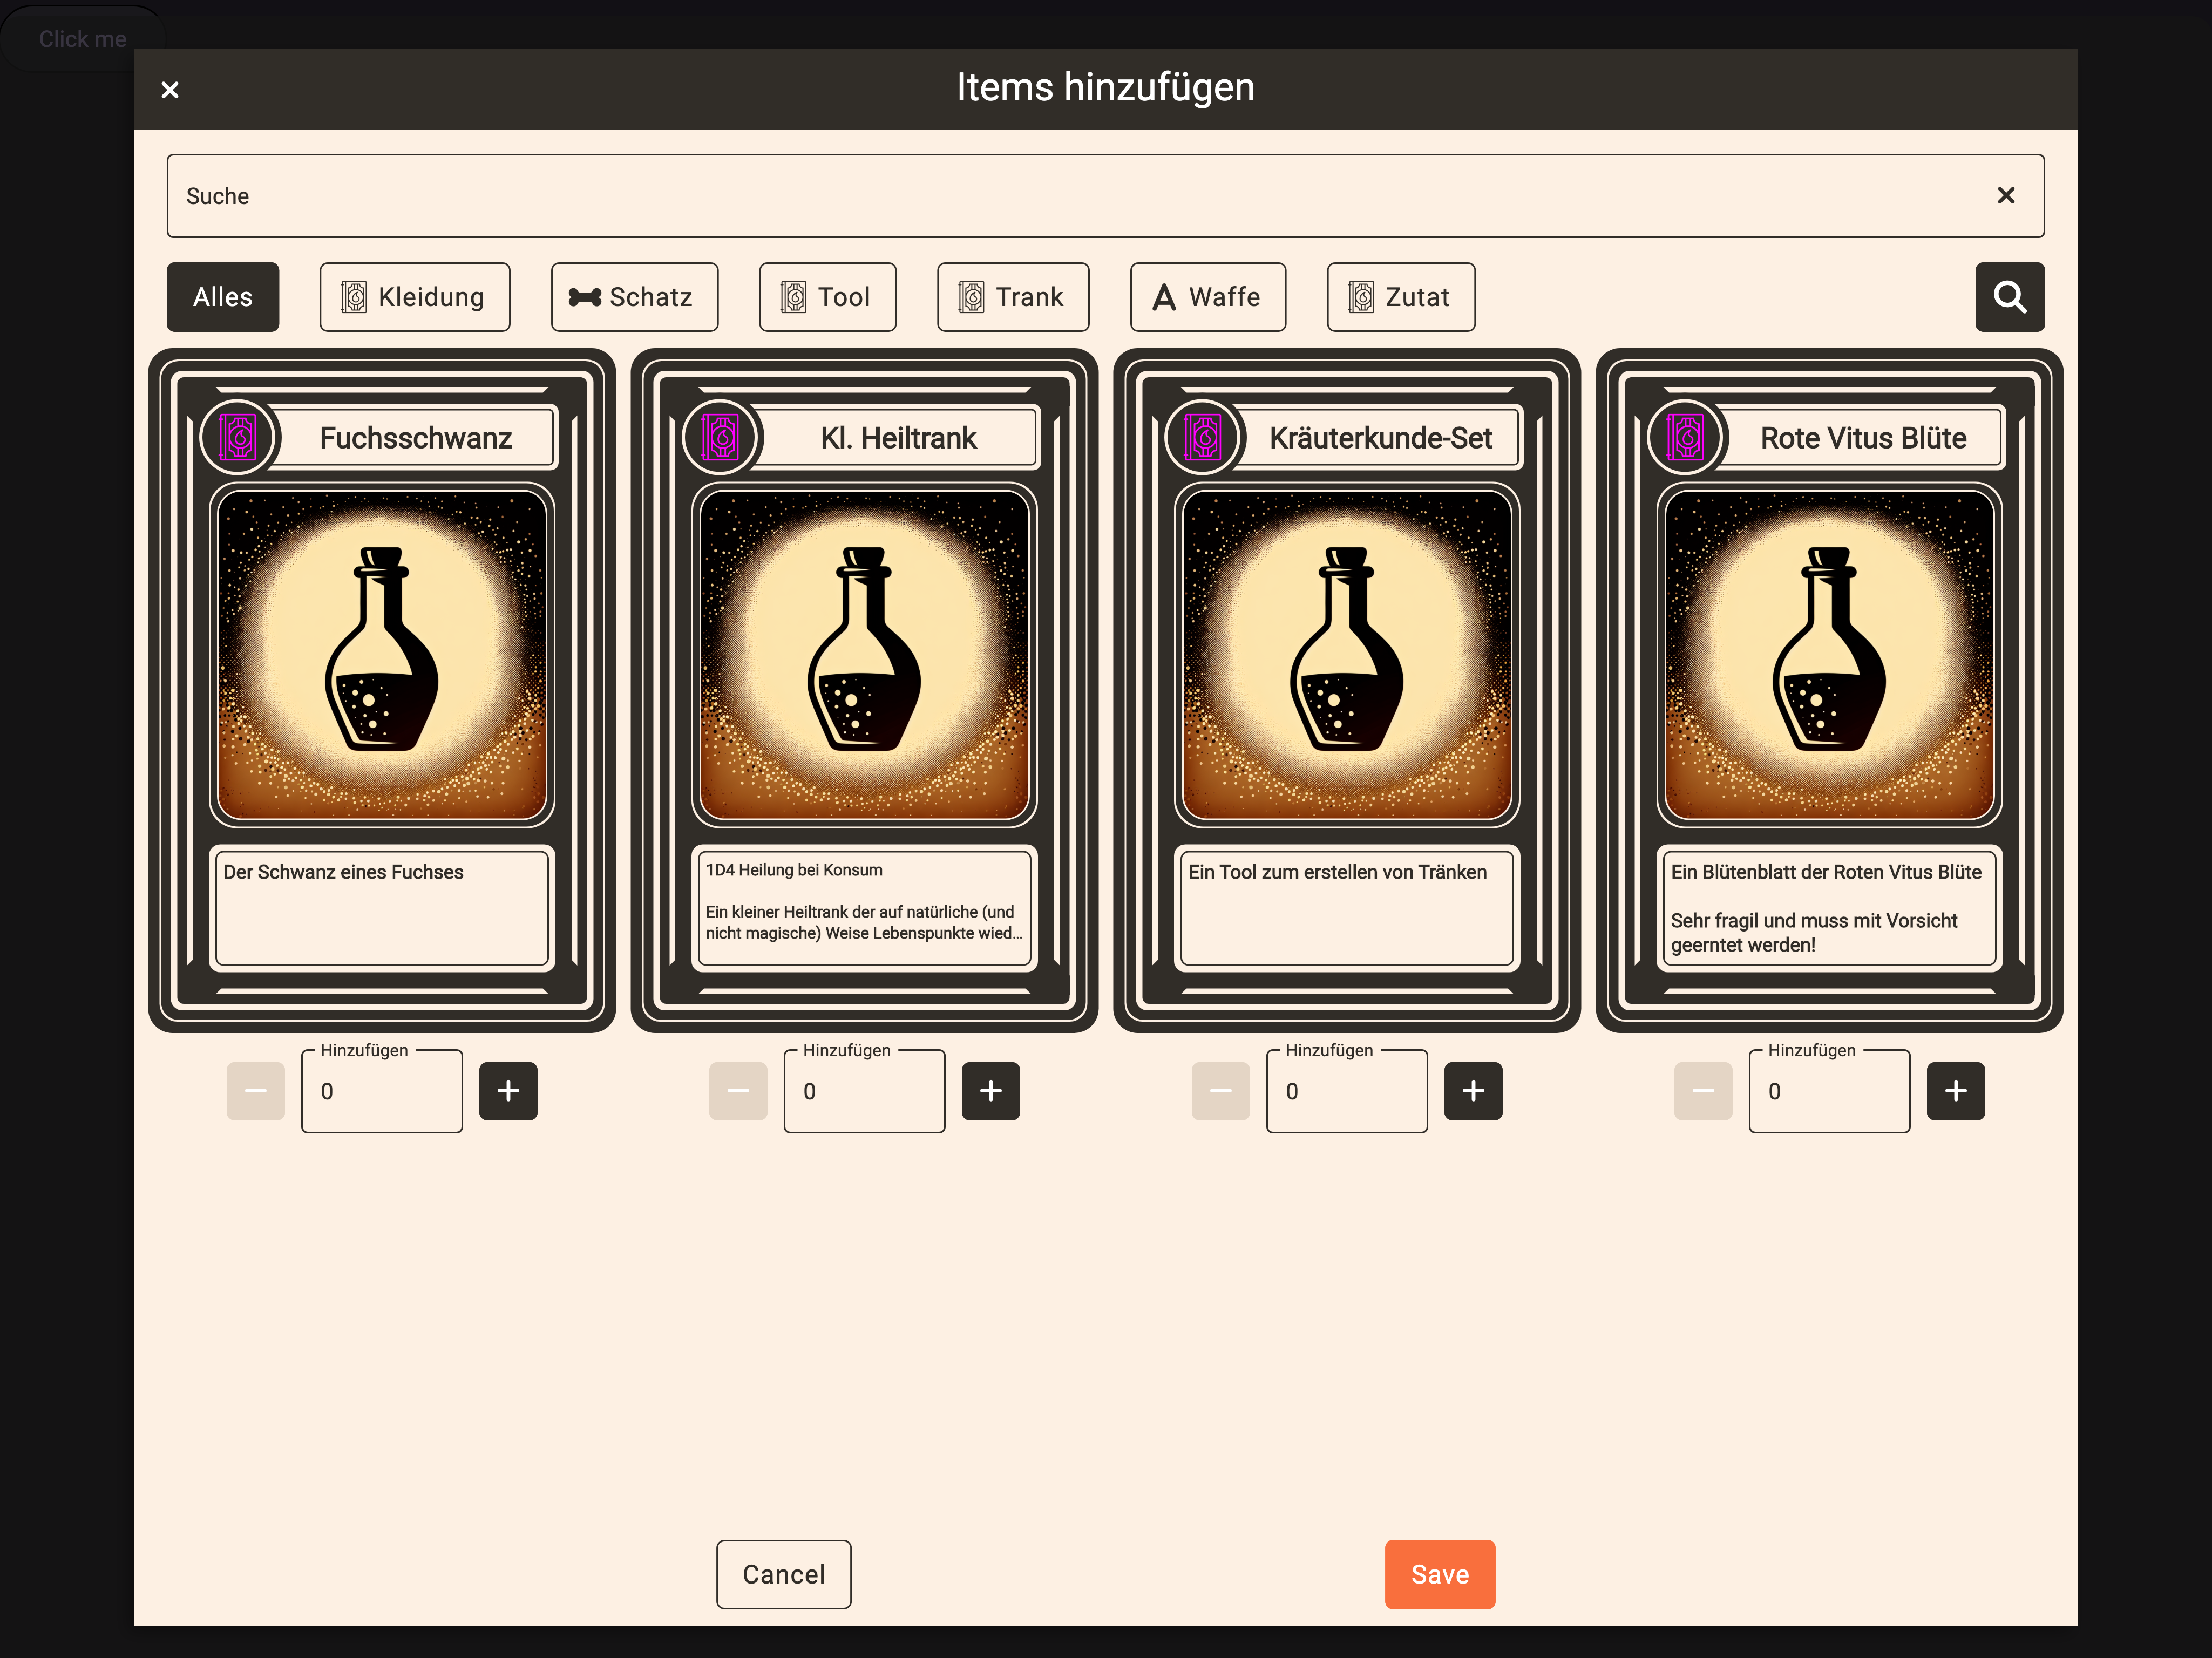 Click me
Items hinzufügen
Suche
Alles
Kleidung
Schatz
Tool
Trank
Waffe
Zutat
Fuchsschwanz
Der Schwanz eines Fuchses
Kl. Heiltrank
1D4 Heilung bei Konsum
Ein kleiner Heiltrank der auf natürliche (und
nicht magische) Weise Lebenspunkte wied...
Kräuterkunde-Set
Ein Tool zum erstellen von Tränken
Rote Vitus Blüte
Ein Blütenblatt der Roten Vitus Blüte
Sehr fragil und muss mit Vorsicht
geerntet werden!
Hinzufügen
0
Hinzufügen
0
Hinzufügen
0
Hinzufügen
0
Cancel
Save